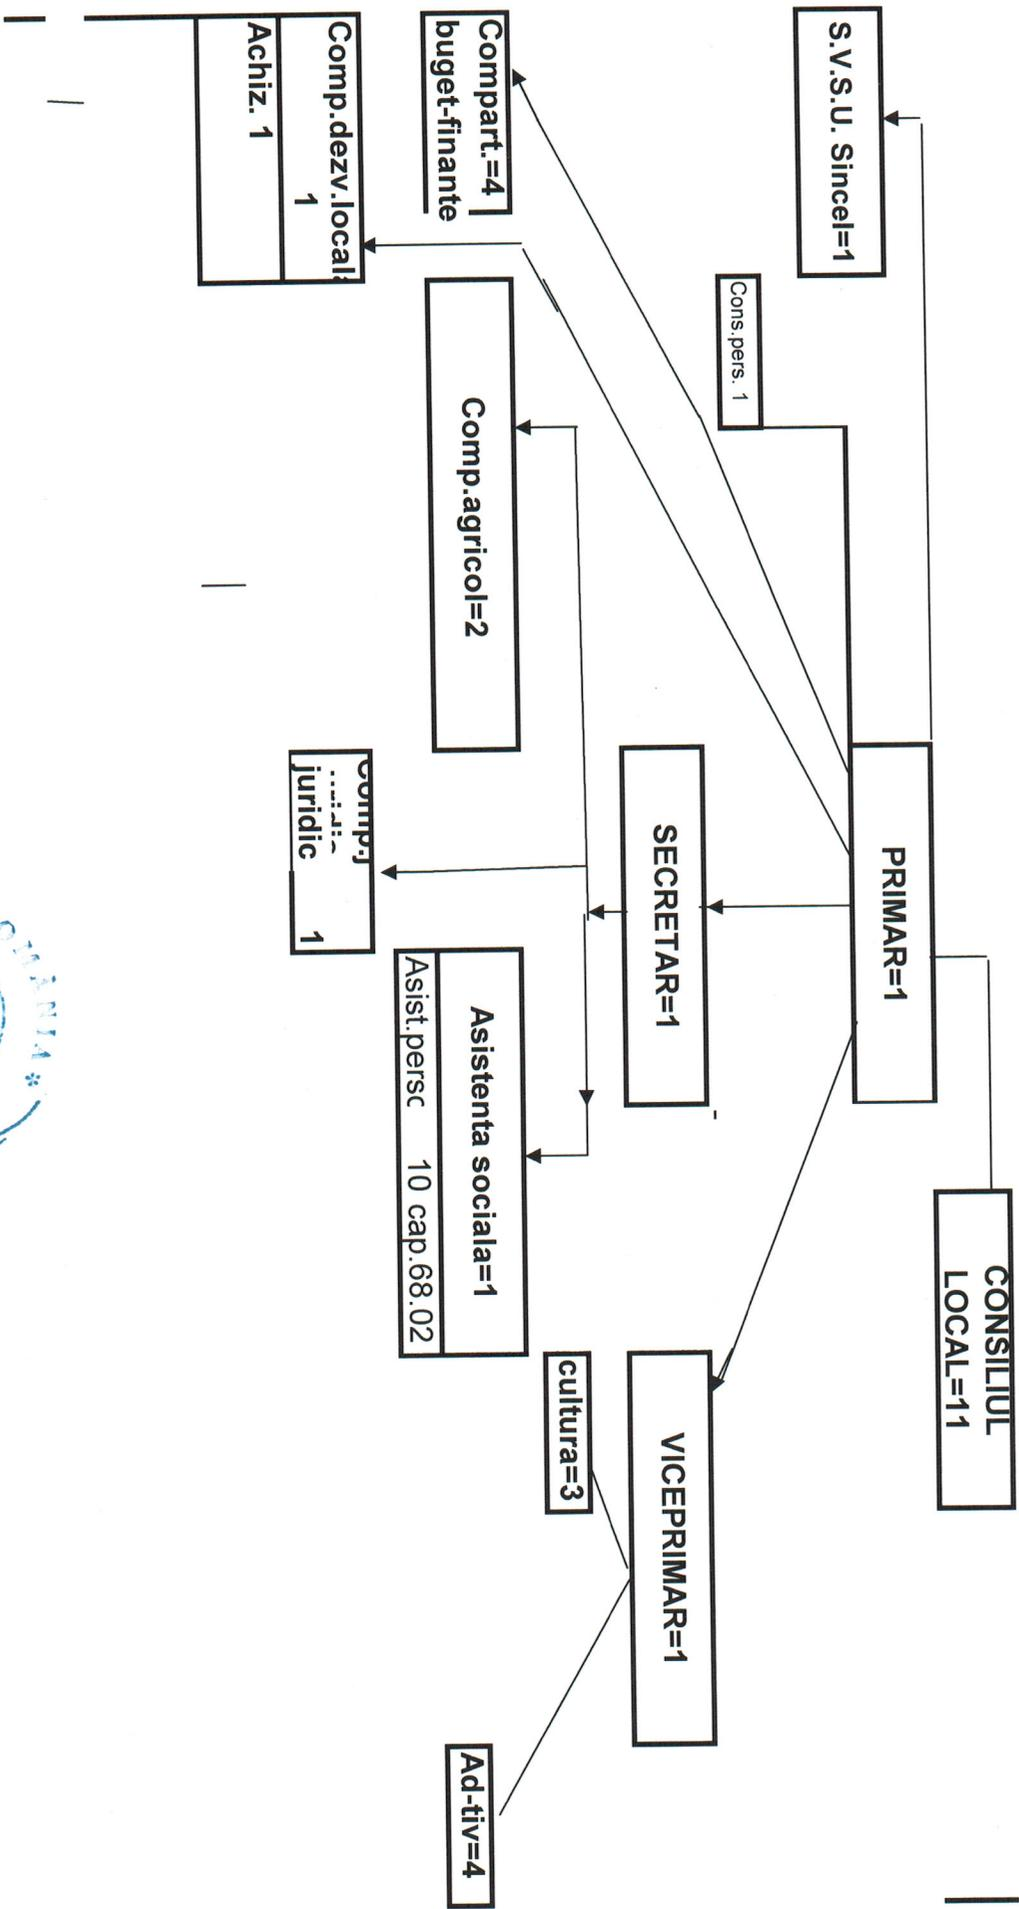 CONSILIUL
LOCAL=11
PRIMAR=1
S.V.S.U. Sincel=1
Cons.pers. 1
SECRETAR=1
VICEPRIMAR=1
Compart.=4
buget-finante
Comp.agricol=2
Asistenta sociala=1
Asist.persc 10 cap.68.02
cultura=3
Ad-tiv=4
Comp.dezv.locală
1
Achiz. 1
juridic 1